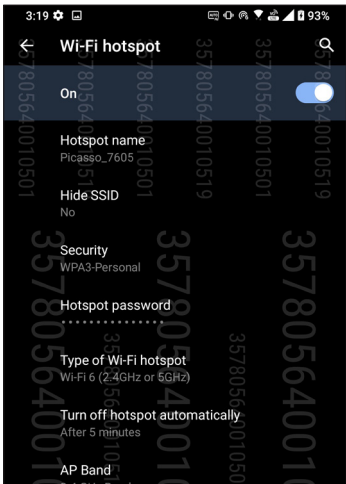 3:19
93%
Wi-Fi hotspot
On
Hotspot name
Picasso_7605
Hide SSID
No
Security
WPA3-Personal
Hotspot password
Type of Wi-Fi hotspot
Wi-Fi 6 (2.4GHz or 5GHz)
Turn off hotspot automatically
After 5 minutes
AP Band